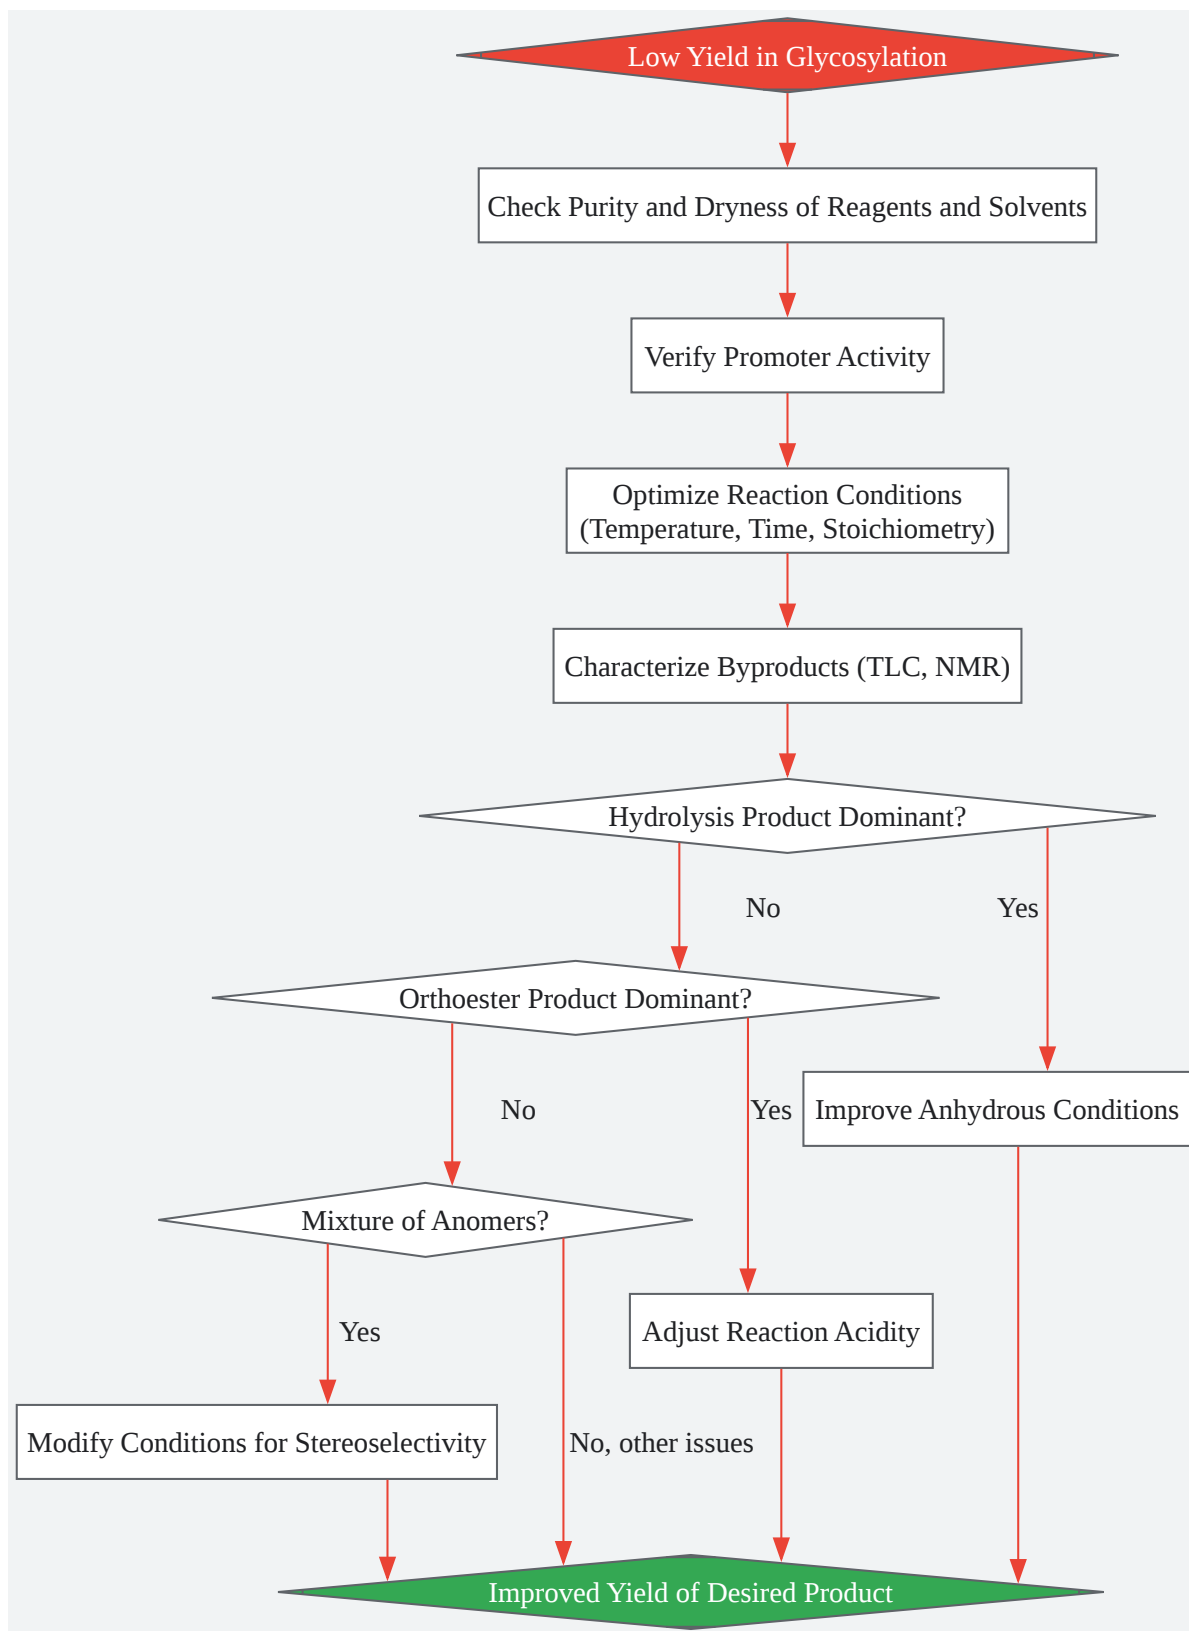 Low Yield in Glycosylation
Check Purity and Dryness of Reagents and Solvents
Verify Promoter Activity
Optimize Reaction Conditions
(Temperature, Time, Stoichiometry)
Characterize Byproducts (TLC, NMR)
Hydrolysis Product Dominant?
No
Yes
Orthoester Product Dominant?
No
Yes
Improve Anhydrous Conditions
Mixture of Anomers?
Yes
Adjust Reaction Acidity
Modify Conditions for Stereoselectivity
No, other issues
Improved Yield of Desired Product